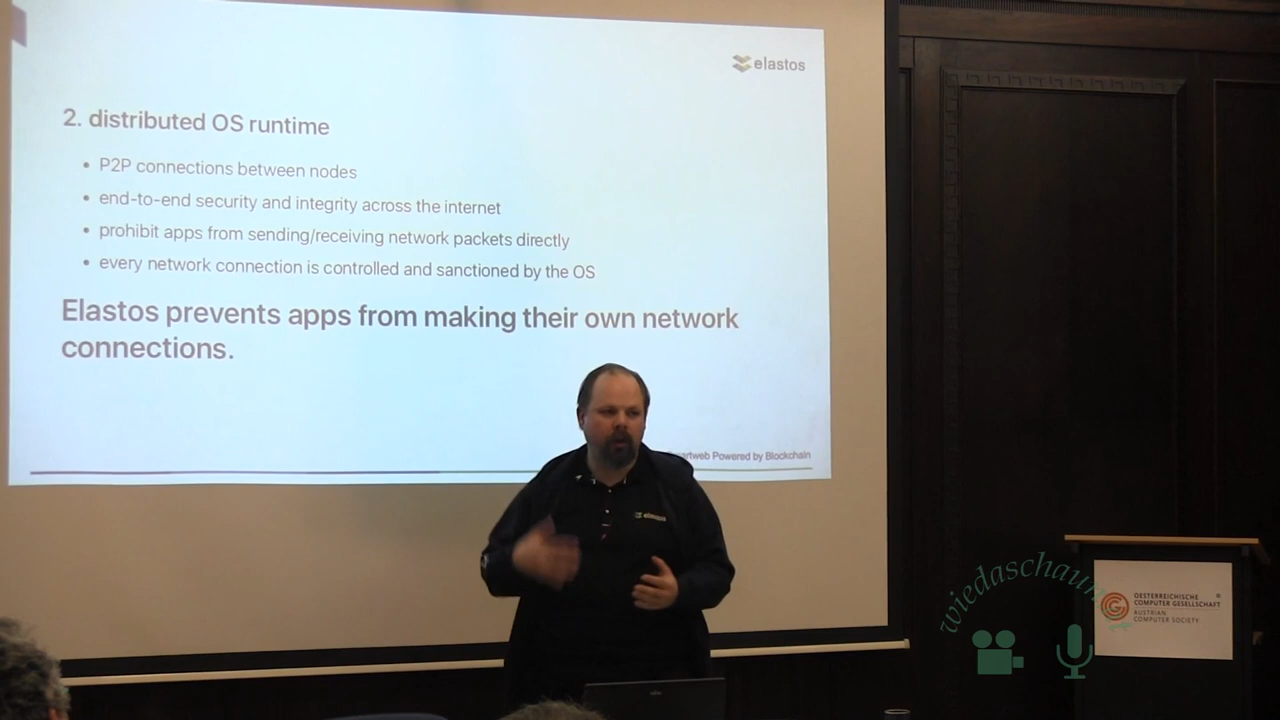 elastos
2. distributed OS runtime
• P2P connections between nodes
• end-to-end security and integrity across the internet
• prohibit apps from sending/receiving network packets directly
• every network connection is controlled and sanctioned by the OS
Elastos prevents apps from making their own network
connections.
Powered by Blockchain
elastos
wiedaschaun
OESTERREICHISCHE
COMPUTER GESELLSCHAFT
AUSTRIAN
COMPUTER SOCIETY